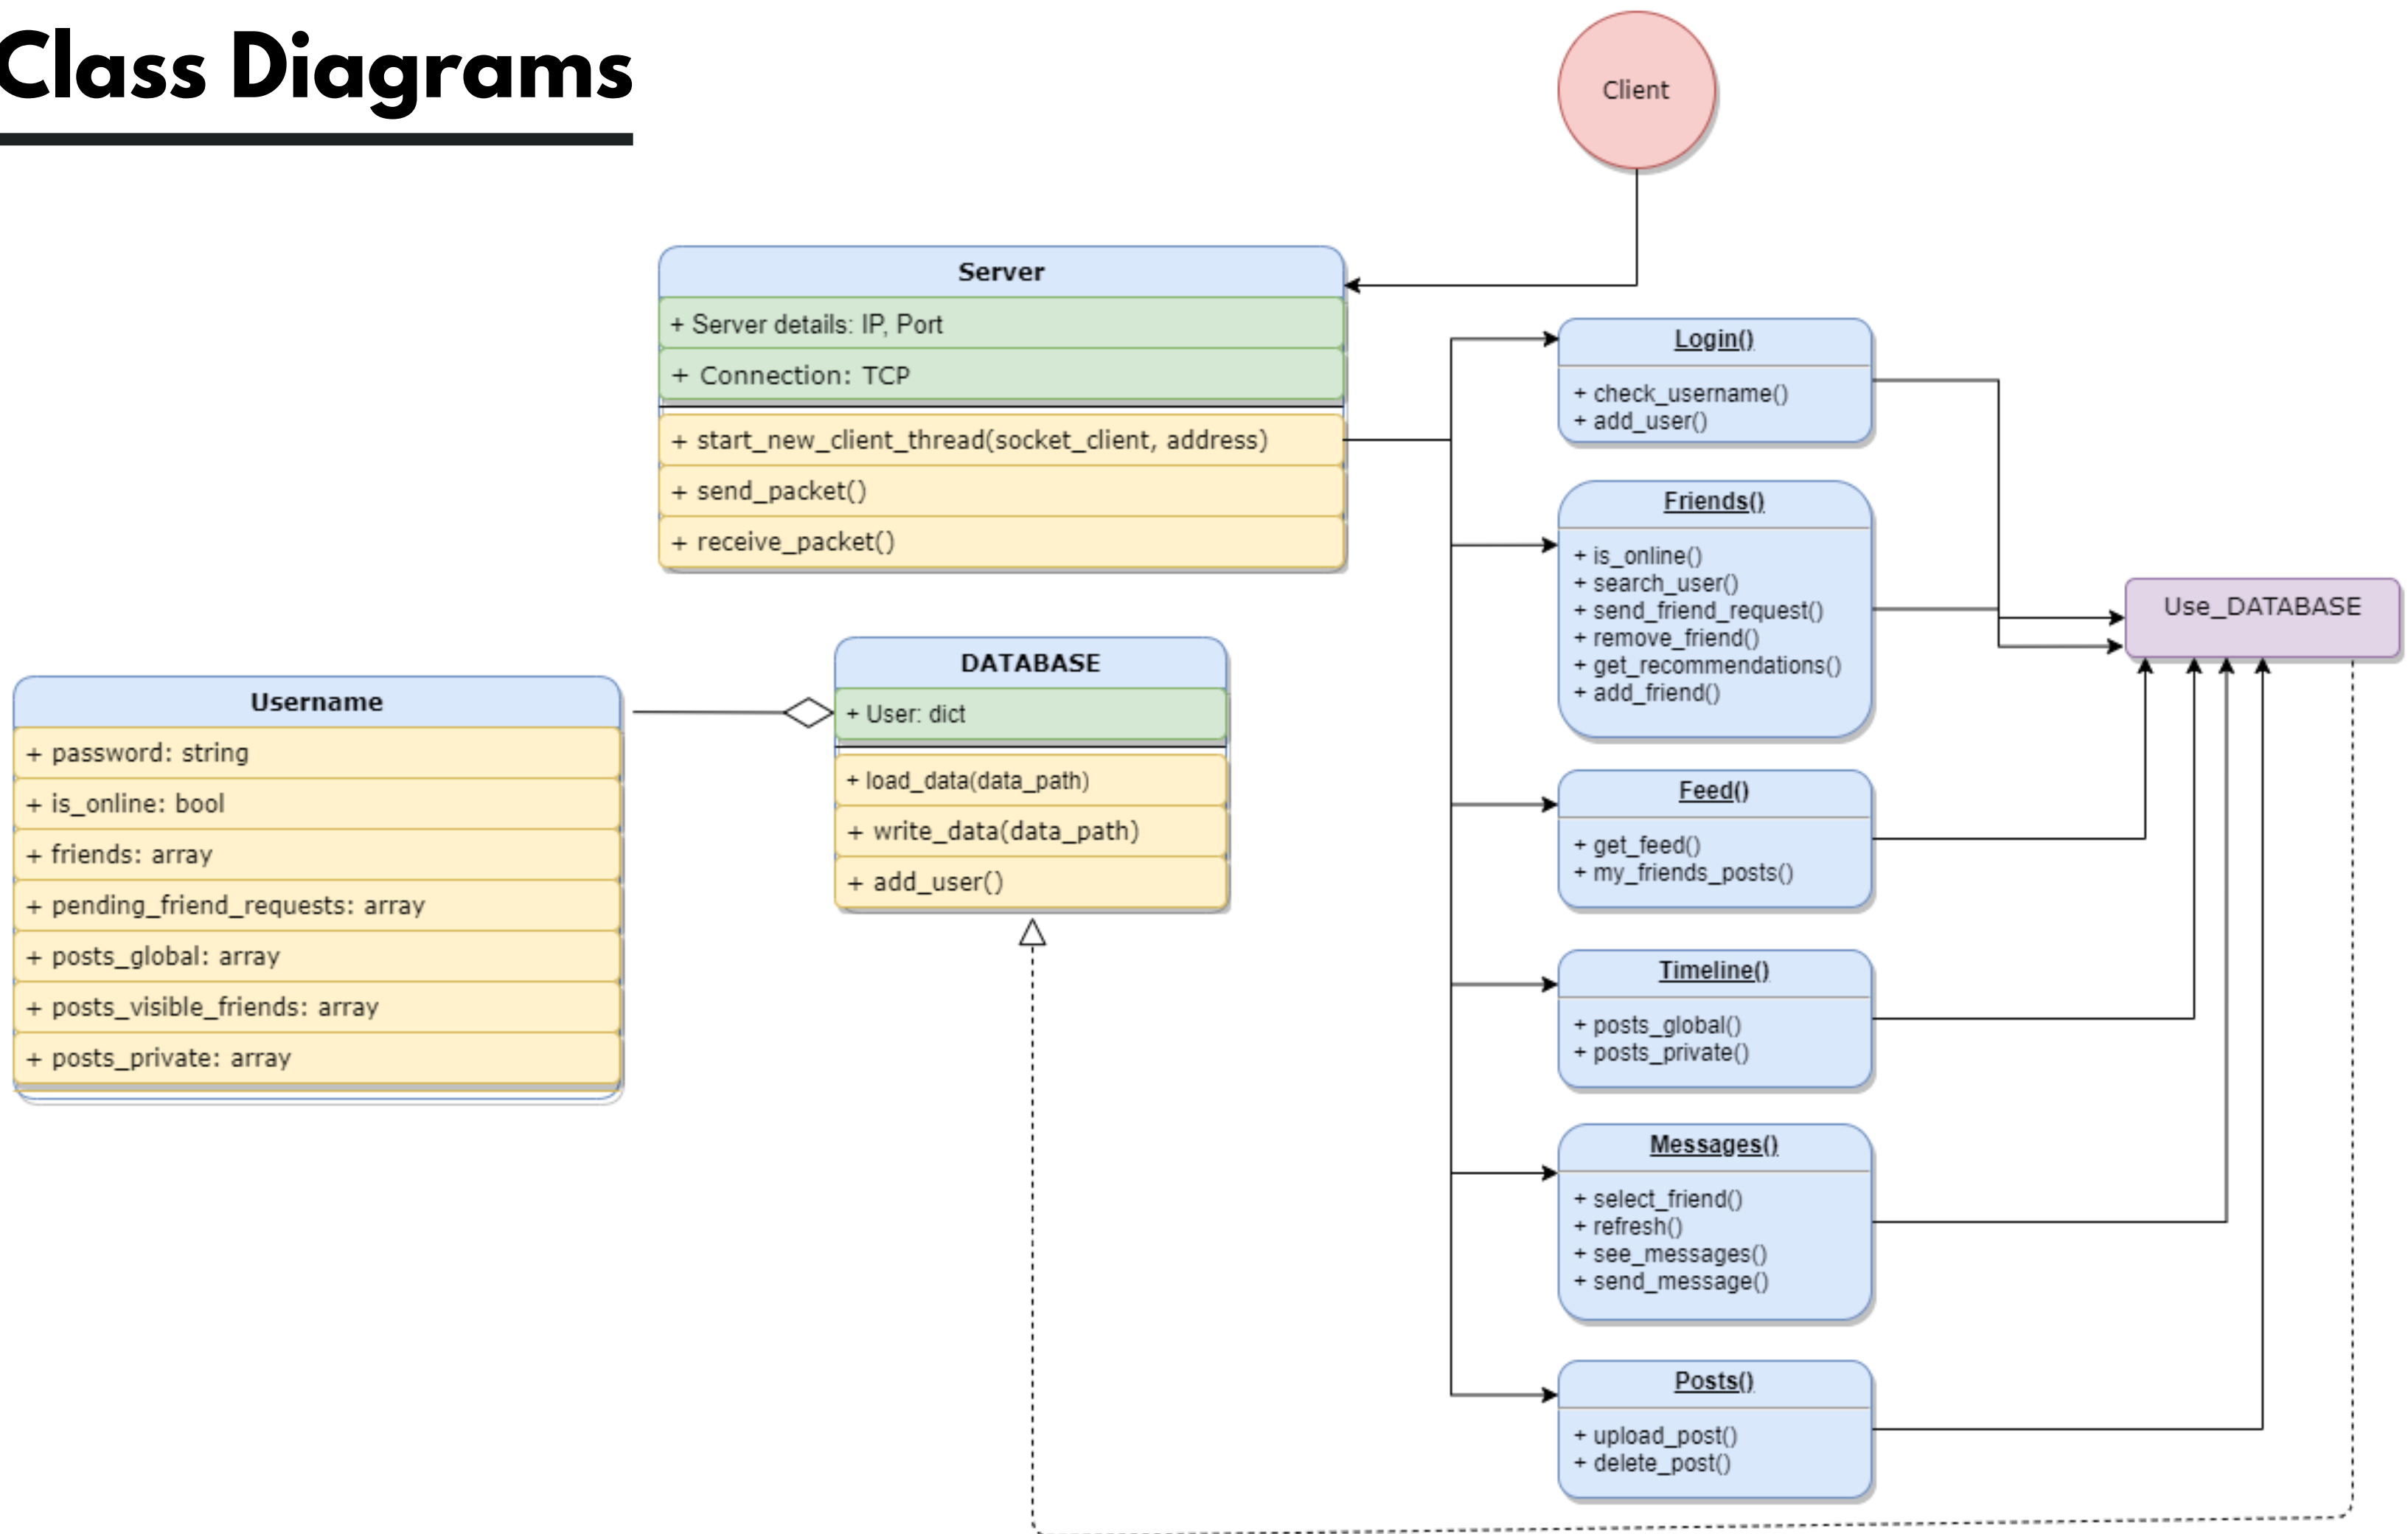 Class Diagrams
Client
Server
+ Server details: IP, Port
+ Connection: TCP
+ start_new_client_thread(socket_client, address)
+ send_packet()
+ receive_packet()
Username
+ password: string
+ is_online: bool
+ friends: array
+ pending_friend_requests: array
+ posts_global: array
+ posts_visible_friends: array
+ posts_private: array
DATABASE
+ User: dict
+ load_data(data_path)
+ write_data(data_path)
+ add_user()
Login()
+ check_username()
+ add_user()
Friends()
+ is_online()
+ search_user()
+ send_friend_request()
+ remove_friend()
+ get_recommendations()
+ add_friend()
Feed()
+ get_feed()
+ my_friends_posts()
Timeline()
+ posts_global()
+ posts_private()
Messages()
+ select_friend()
+ refresh()
+ see_messages()
+ send_message()
Posts()
+ upload_post()
+ delete_post()
Use_DATABASE